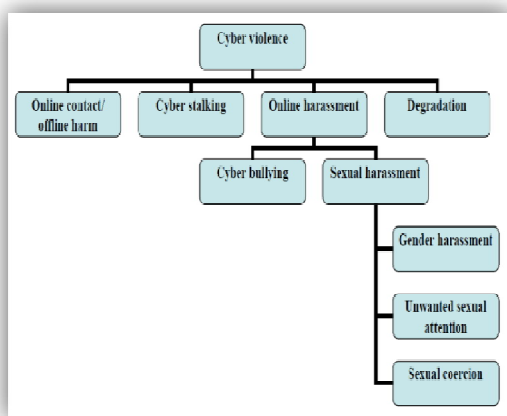 Cyber violence
Online contact/
offline harm
Cyber stalking
Online harassment
Degradation
Cyber bullying
Sexual harassment
Gender harassment
Unwanted sexual
attention
Sexual coercion